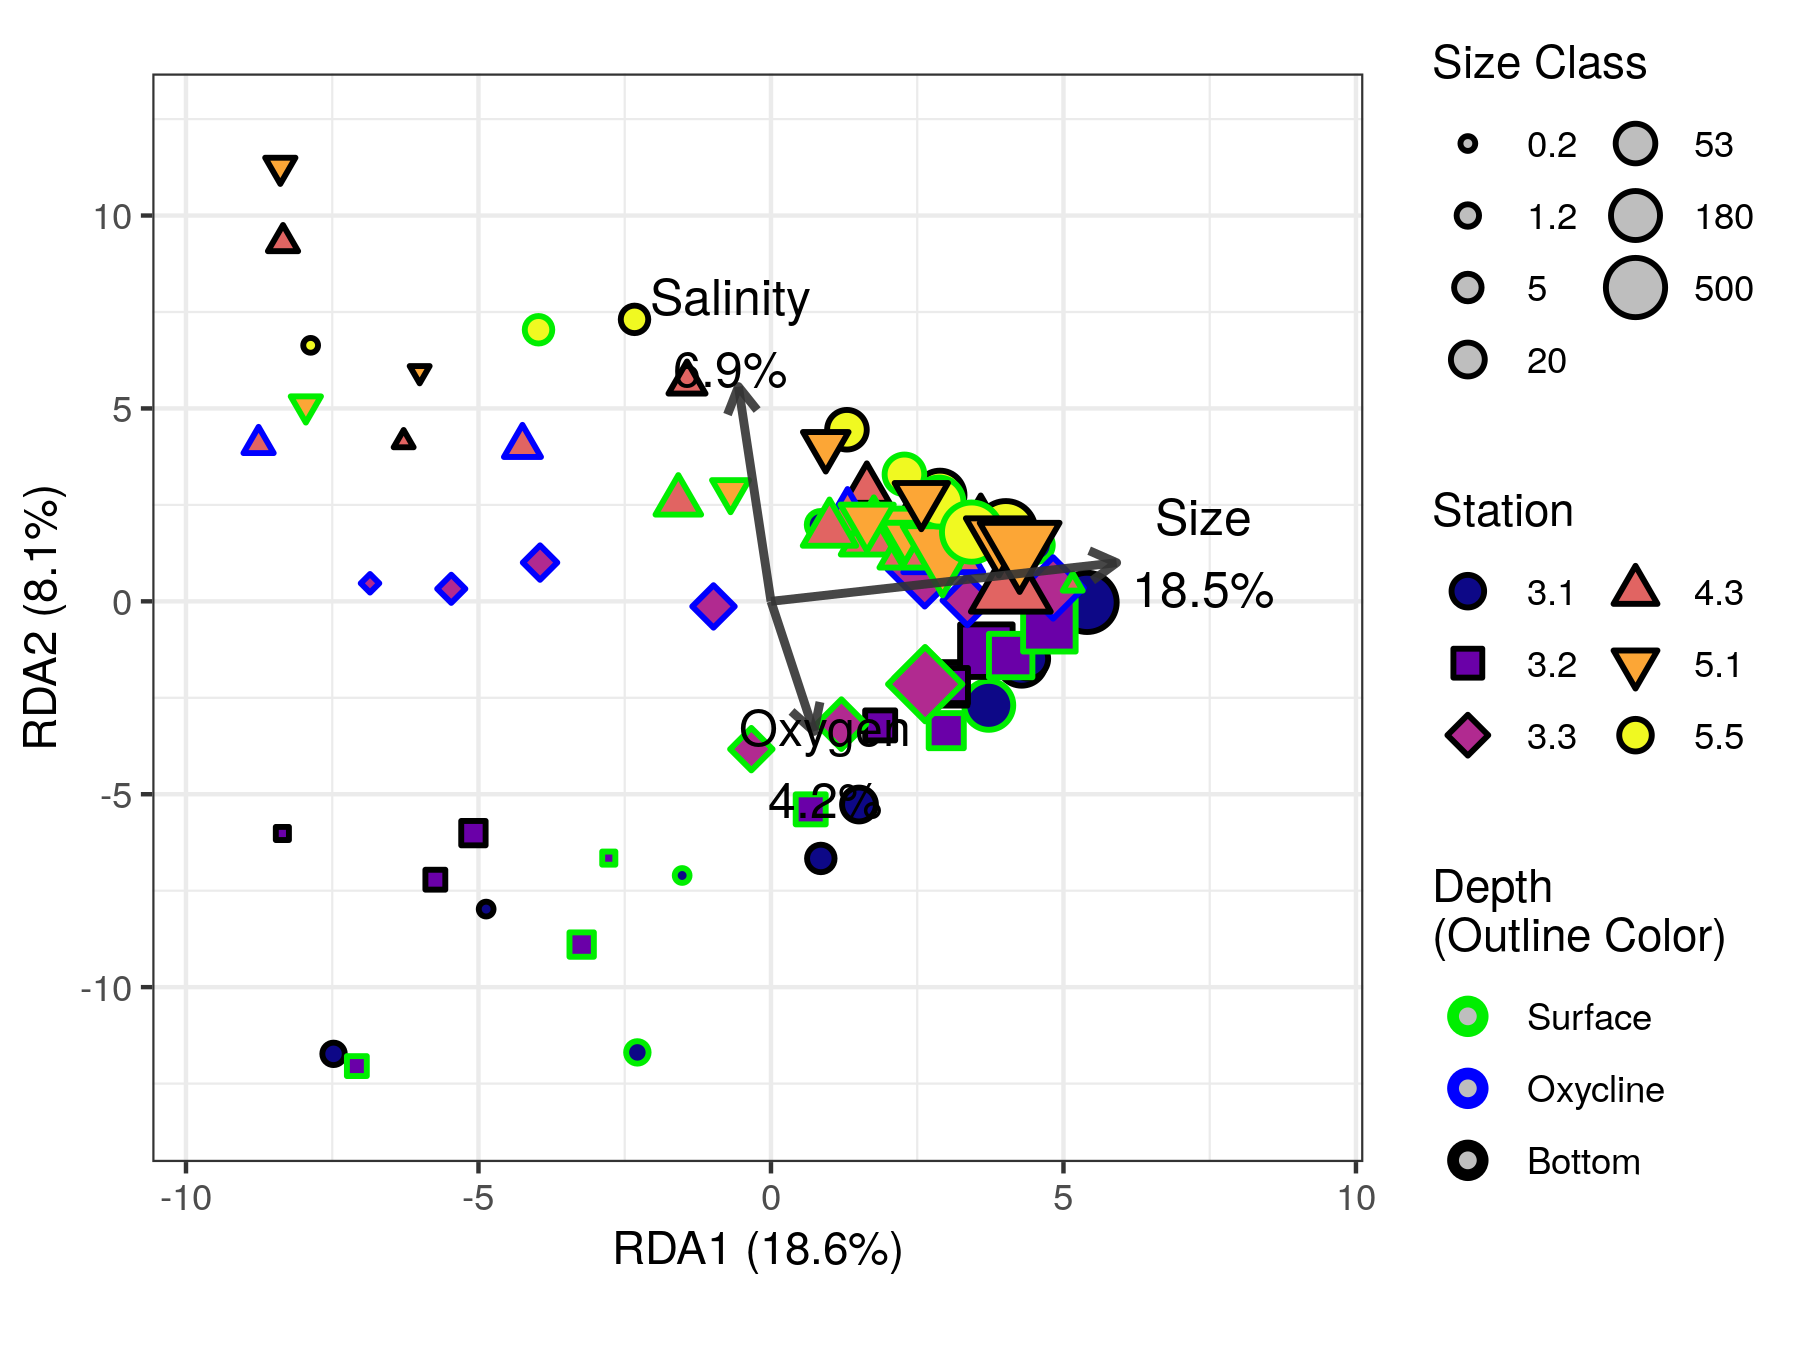 Salinity
6.9%
Size
18.5%
Oxygen
4.2%
10
5
0
-5
-10
RDA2 (8.1%)
-10
-5
0
5
10
RDA1 (18.6%)
Size Class
0.2
53
1.2
180
5
500
20
Station
3.1
4.3
3.2
5.1
3.3
5.5
Depth
(Outline Color)
Surface
Oxycline
Bottom